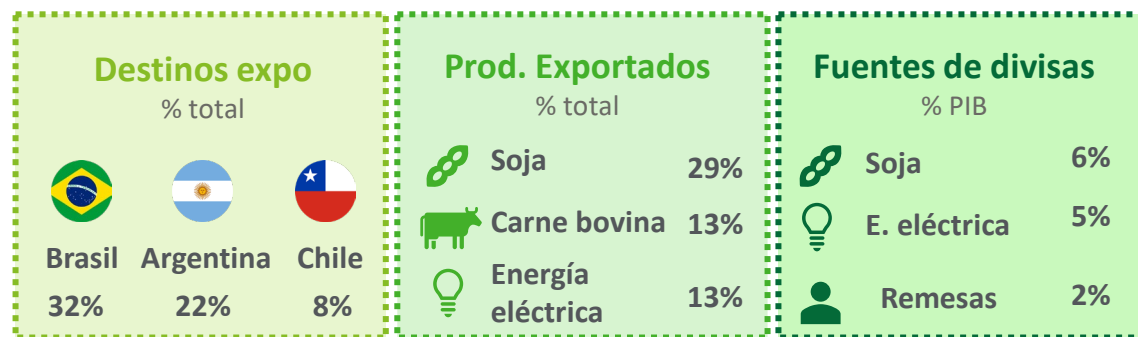 Destinos expo
% total
Brasil Argentina Chile
32% 22% 8%
Prod. Exportados
% total
Soja 29%
Carne bovina 13%
Energía
eléctrica 13%
Fuentes de divisas
% PIB
Soja 6%
E. eléctrica 5%
Remesas 2%